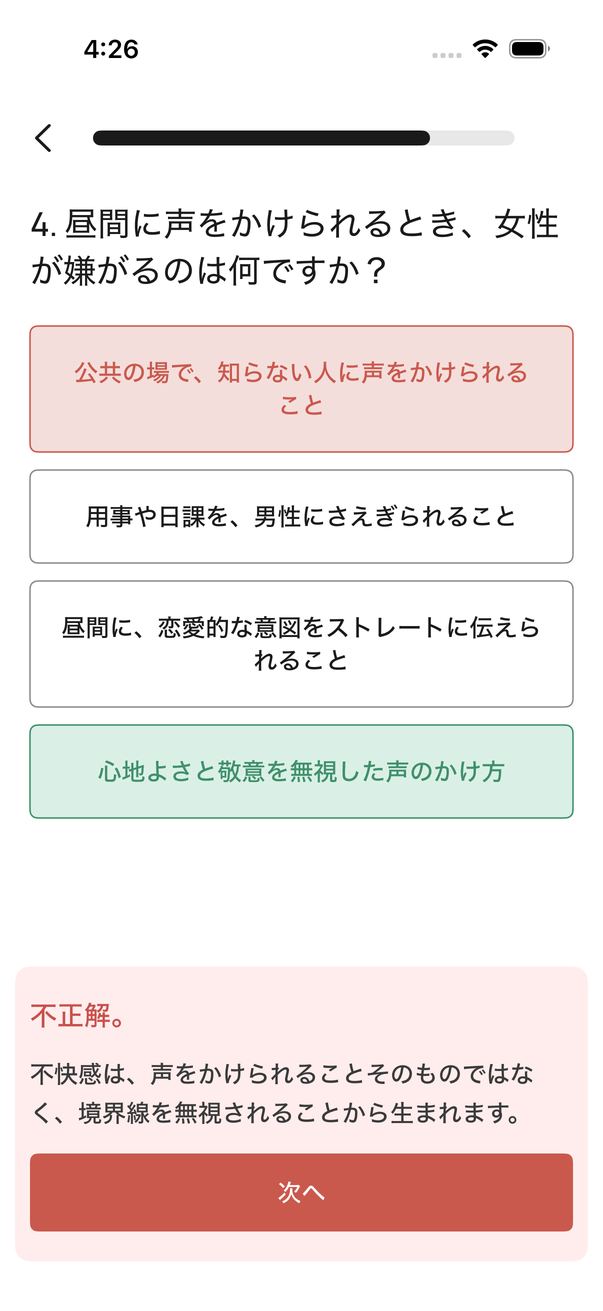 4:26
4. 昼間に声をかけられるとき、女性
が嫌がるのは何ですか？
公共の場で、知らない人に声をかけられる
こと
用事や日課を、男性にさえぎられること
昼間に、恋愛的な意図をストレートに伝えら
れること
心地よさと敬意を無視した声のかけ方
不正解。
不快感は、声をかけられることそのものではな
く、境界線を無視されることから生まれます。
次へ